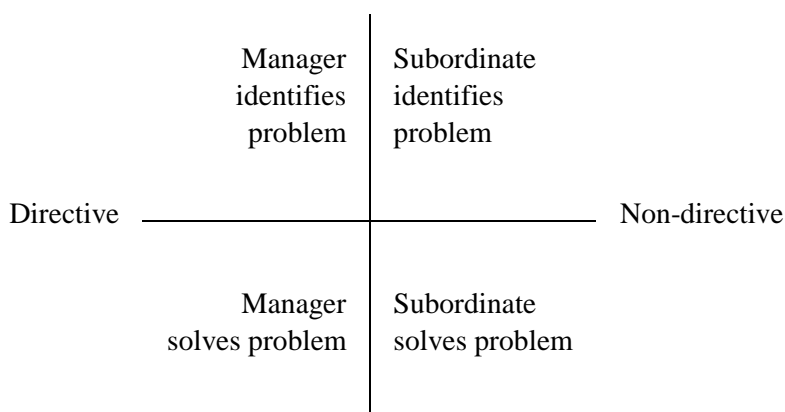 Manager
identifies
problem
Subordinate
identifies
problem
Directive
Non-directive
Manager
solves problem
Subordinate
solves problem